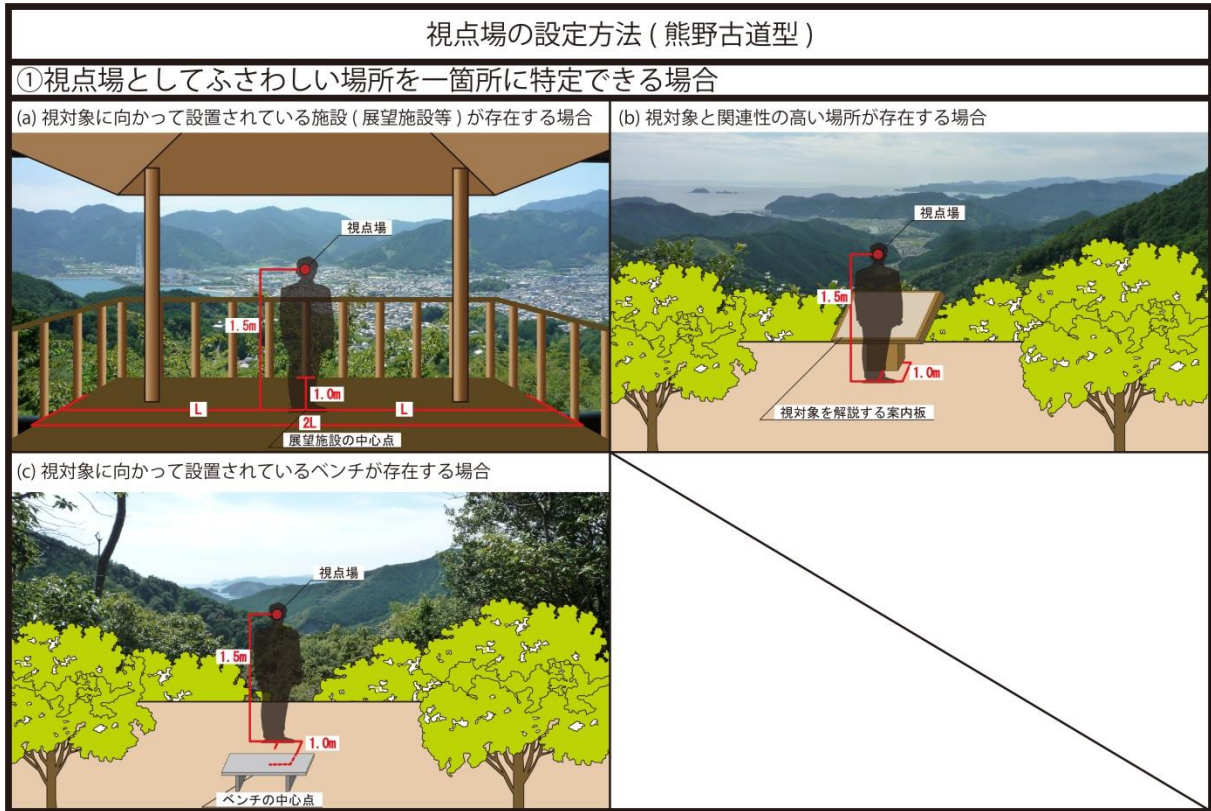 視点場の設定方法 ( 熊野古道型 )
①視点場としてふさわしい場所を一箇所に特定できる場合
(a) 視対象に向かって設置されている施設 ( 展望施設等 ) が存在する場合
視点場
1.5m
1.0m
L
L
2L
展望施設の中心点
(b) 視対象と関連性の高い場所が存在する場合
視点場
1.5m
1.0m
視対象を解説する案内板
(c) 視対象に向かって設置されているベンチが存在する場合
視点場
1.5m
1.0m
ベンチの中心点